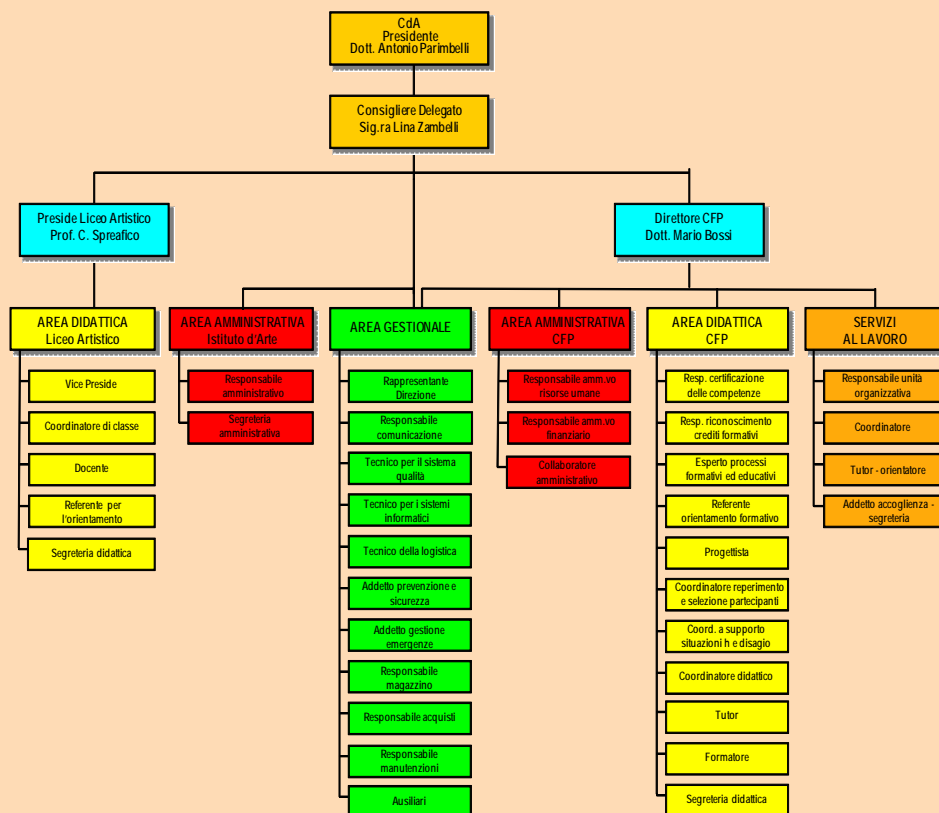 CdA
Presidente
Dott. Antonio Parimbelli
Consigliere Delegato
Sig.ra Lina Zambelli
Preside Liceo Artistico
Prof. C. Spreafico
Direttore CFP
Dott. Mario Bossi
AREA DIDATTICA
Liceo Artistico
AREA AMMINISTRATIVA
Istituto d'Arte
AREA GESTIONALE
AREA AMMINISTRATIVA
CFP
AREA DIDATTICA
CFP
SERVIZI
AL LAVORO
Vice Preside
Coordinatore di classe
Docente
Referente per
l'orientamento
Segreteria didattica
Responsabile
amministrativo
Segreteria
amministrativa
Rappresentante
Direzione
Responsabile
comunicazione
Tecnico per il sistema
qualità
Tecnico per i sistemi
informatici
Tecnico della logistica
Addetto prevenzione e
sicurezza
Addetto gestione
emergenze
Responsabile
magazzino
Responsabile acquisti
Responsabile
manutenzioni
Ausiliari
Responsabile amm.vo
risorse umane
Responsabile amm.vo
finanziario
Collaboratore
amministrativo
Resp. certificazione
delle competenze
Resp. riconoscimento
crediti formativi
Esperto processi
formativi ed educativi
Referente
orientamento formativo
Progettista
Coordinatore reperimento
e selezione partecipanti
Coord. a supporto
situazioni h e disagio
Coordinatore didattico
Tutor
Formatore
Segreteria didattica
Responsabile unità
organizzativa
Coordinatore
Tutor - orientatore
Addetto accoglienza -
segreteria